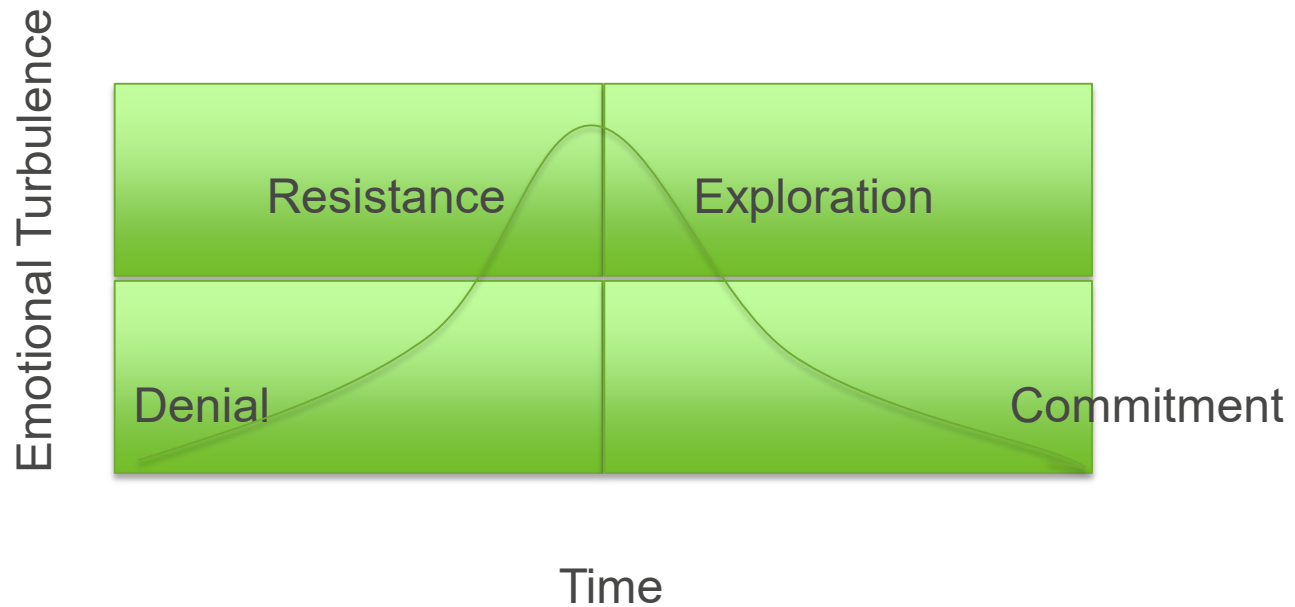 Emotional Turbulence
Resistance
Exploration
Denial
Commitment
Time